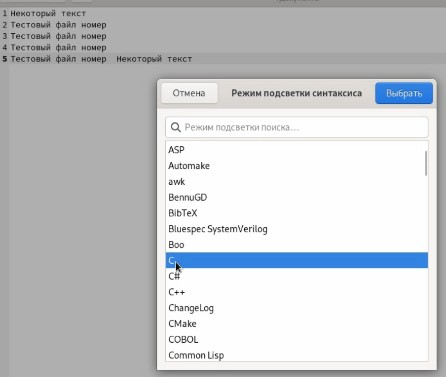 1 Некоторый текст
2 Тестовый файл номер
3 Тестовый файл номер
4 Тестовый файл номер
5 Тестовый файл номер  Некоторый текст
Отмена
Режим подсветки синтаксиса
Выбрать
Режим подсветки поиска...
ASP
Automake
awk
BennuGD
BibTeX
Bluespec SystemVerilog
Boo
C
C#
C++
ChangeLog
CMake
COBOL
Common Lisp